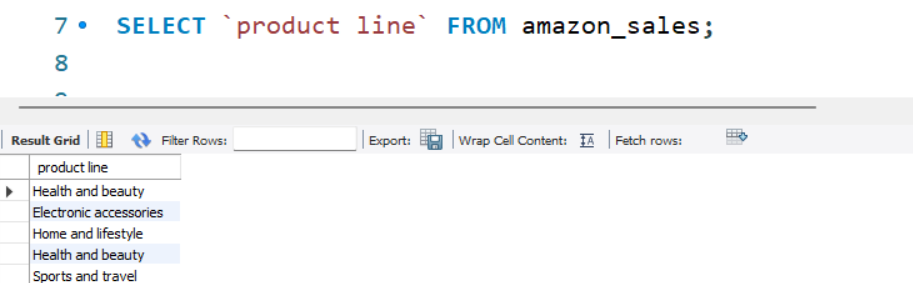 7 SELECT `product line` FROM amazon_sales;
8
Result Grid Filter Rows: Export: Wrap Cell Content: IA Fetch rows:
product line
Health and beauty
Electronic accessories
Home and lifestyle
Health and beauty
Sports and travel